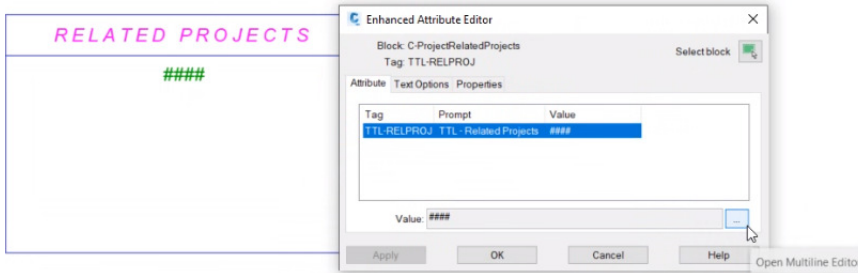 RELATED PROJECTS
####
Enhanced Attribute Editor
Block: C-ProjectRelatedProjects
Tag: TTL-RELPROJ
Select block
Attribute Text Options Properties
Tag Prompt Value
TTL-RELPROJ TTL - Related Projects ####
Value: ####
...
Apply OK Cancel Help
Open Multiline Edito